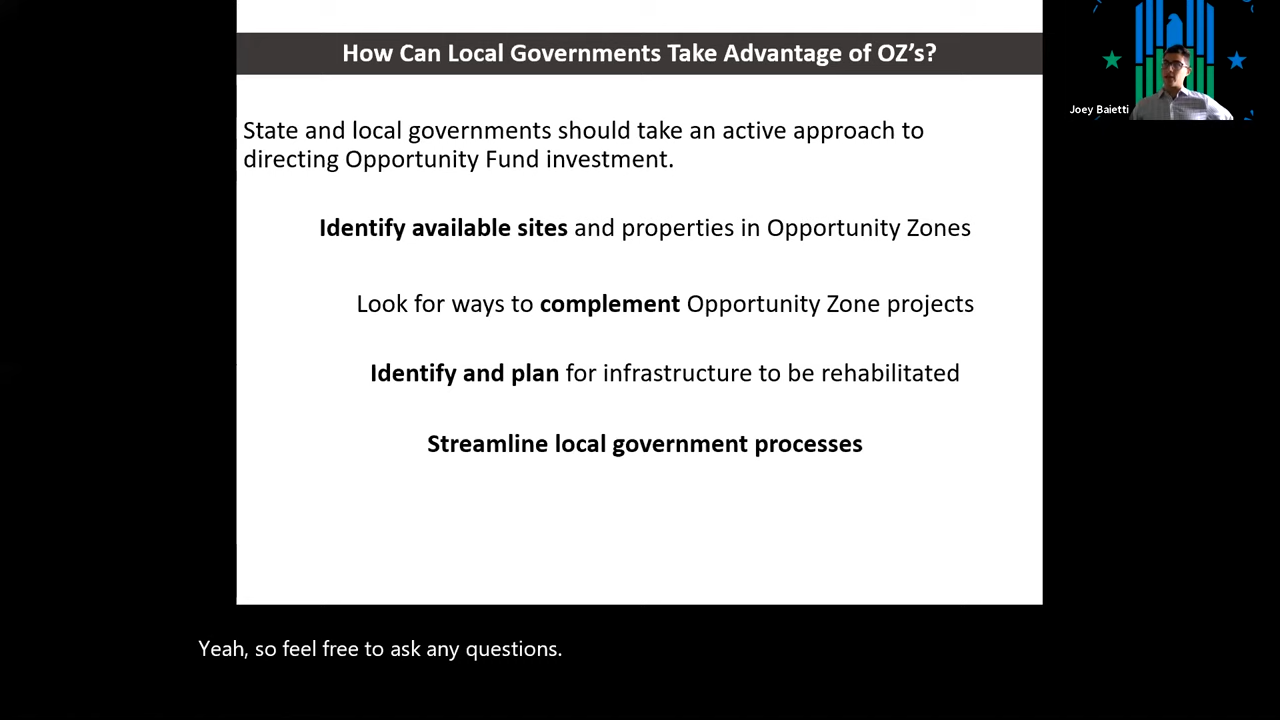 How Can Local Governments Take Advantage of OZ's?
Joey Baietti
State and local governments should take an active approach to
directing Opportunity Fund investment.
Identify available sites and properties in Opportunity Zones
Look for ways to complement Opportunity Zone projects
Identify and plan for infrastructure to be rehabilitated
Streamline local government processes
Yeah, so feel free to ask any questions.